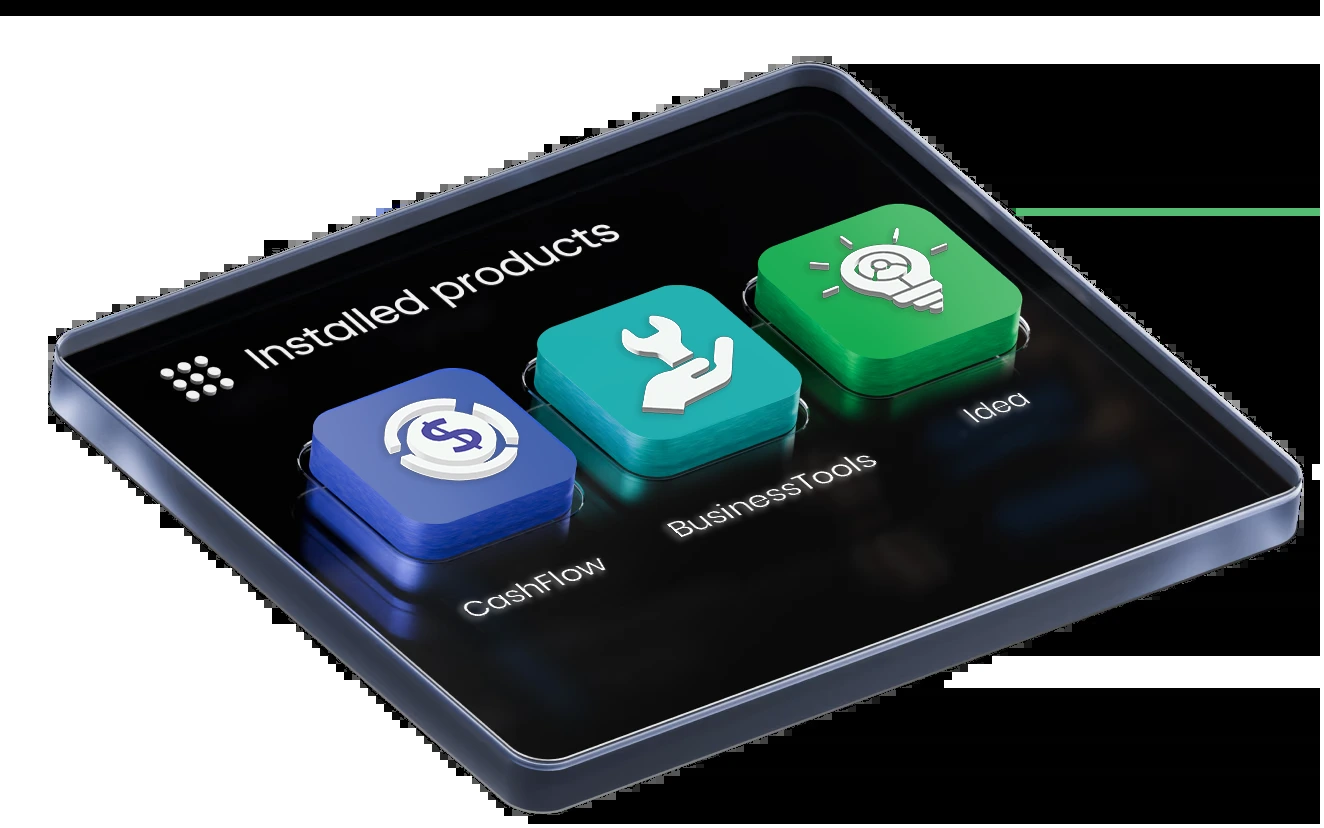 Installed products
CashFlow
BusinessTools
Idea